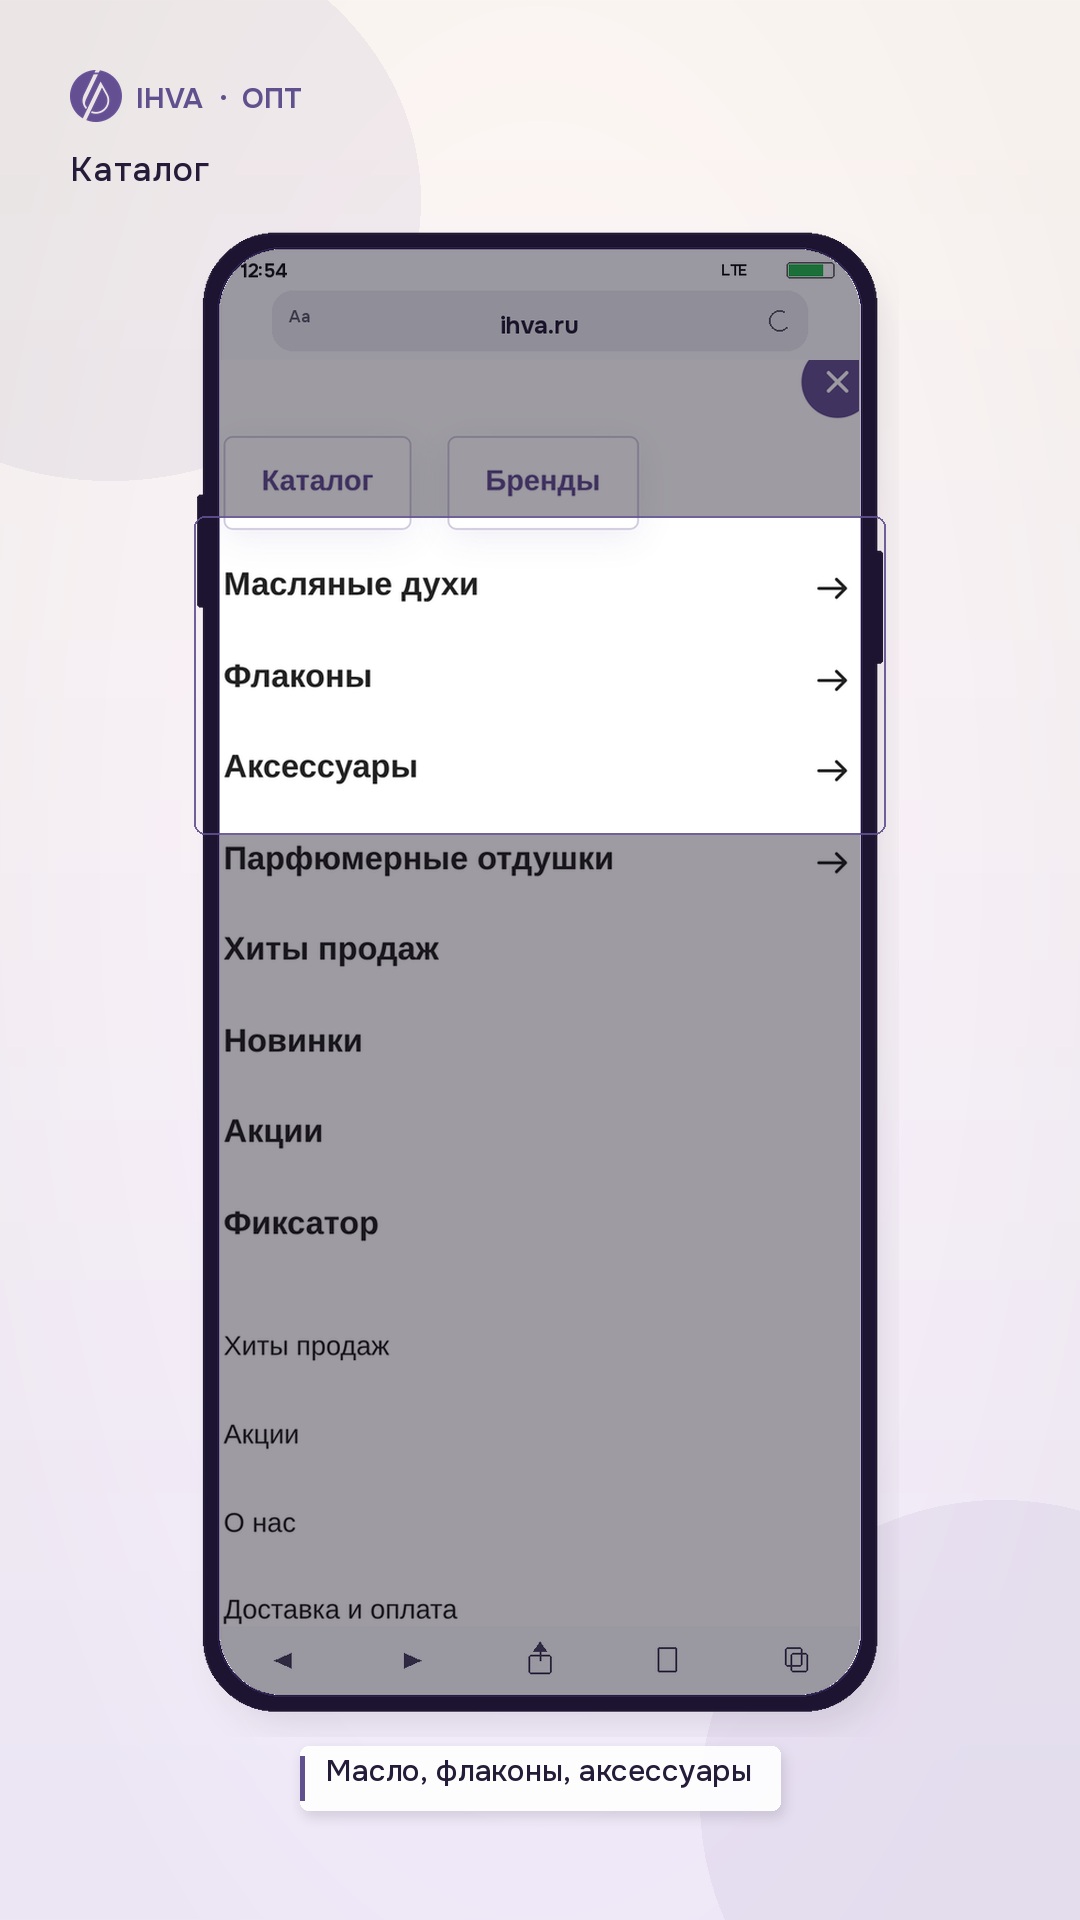 IHVA · ОПТ
Каталог
12:54
LTE
Aa
ihva.ru
Каталог
Бренды
Масляные духи
Флаконы
Аксессуары
Парфюмерные отдушки
Хиты продаж
Новинки
Акции
Фиксатор
Хиты продаж
Акции
О нас
Доставка и оплата
Масло, флаконы, аксессуары